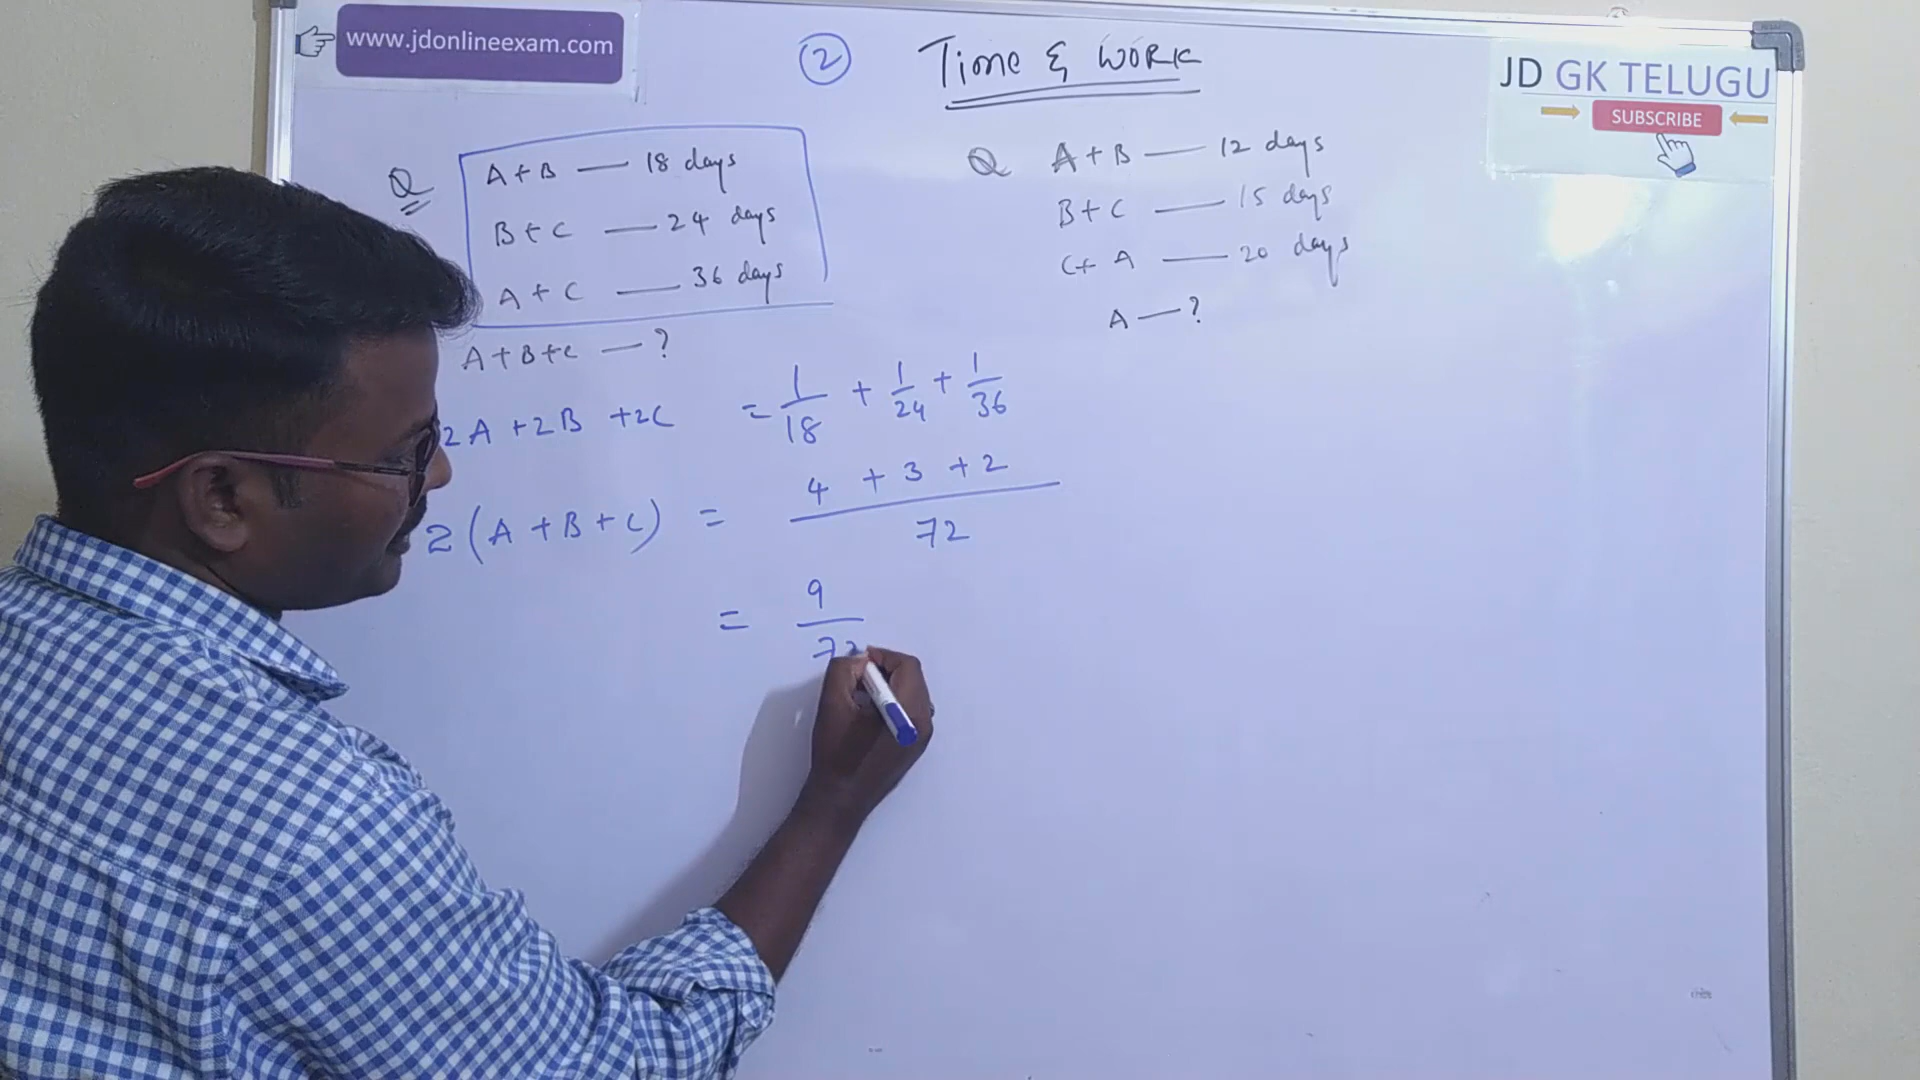 www.jdonlineexam.com
2 Time & WORK
JD GK TELUGU
SUBSCRIBE
Q A+B — 18 days
B+C — 24 days
A+C — 36 days
A+B+C — ?
2A+2B+2C = 1/18 + 1/24 + 1/36
2(A+B+C) = 4+3+2/72
= 9/72
Q A+B — 12 days
B+C — 15 days
C+A — 20 days
A — ?